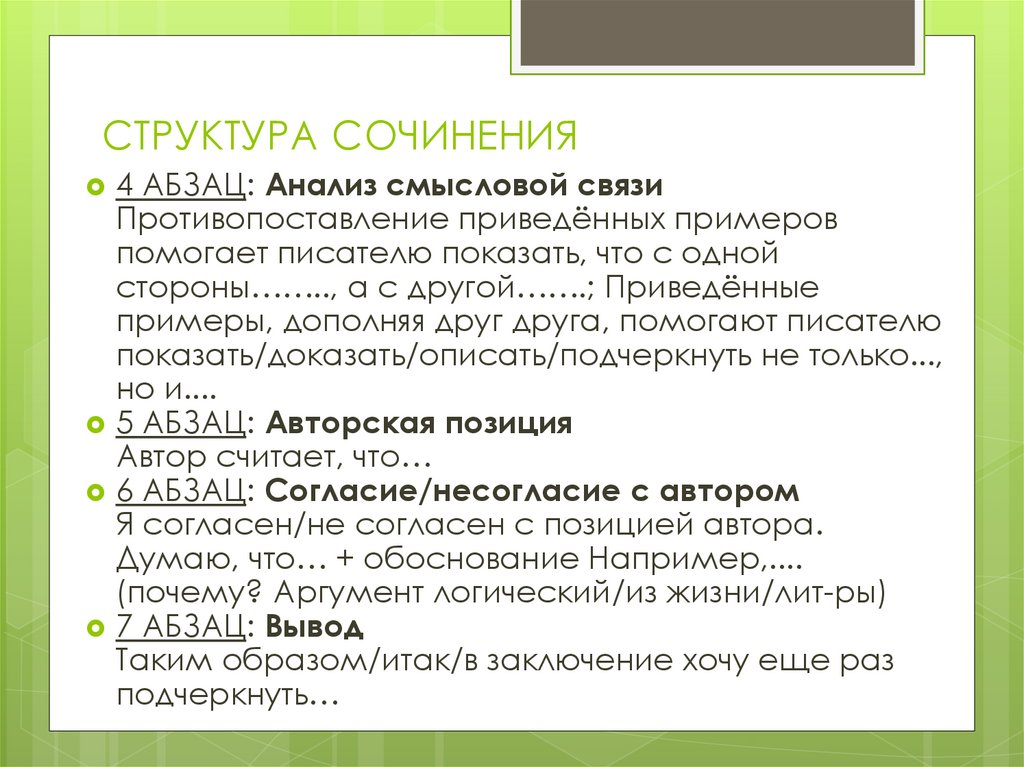 СТРУКТУРА СОЧИНЕНИЯ
4 АБЗАЦ: Анализ смысловой связи
Противопоставление приведённых примеров
помогает писателю показать, что с одной
стороны…….., а с другой…….; Приведённые
примеры, дополняя друг друга, помогают писателю
показать/доказать/описать/подчеркнуть не только...,
но и....
5 АБЗАЦ: Авторская позиция
Автор считает, что…
6 АБЗАЦ: Согласие/несогласие с автором
Я согласен/не согласен с позицией автора.
Думаю, что… + обоснование Например,....
(почему? Аргумент логический/из жизни/лит-ры)
7 АБЗАЦ: Вывод
Таким образом/итак/в заключение хочу еще раз
подчеркнуть…